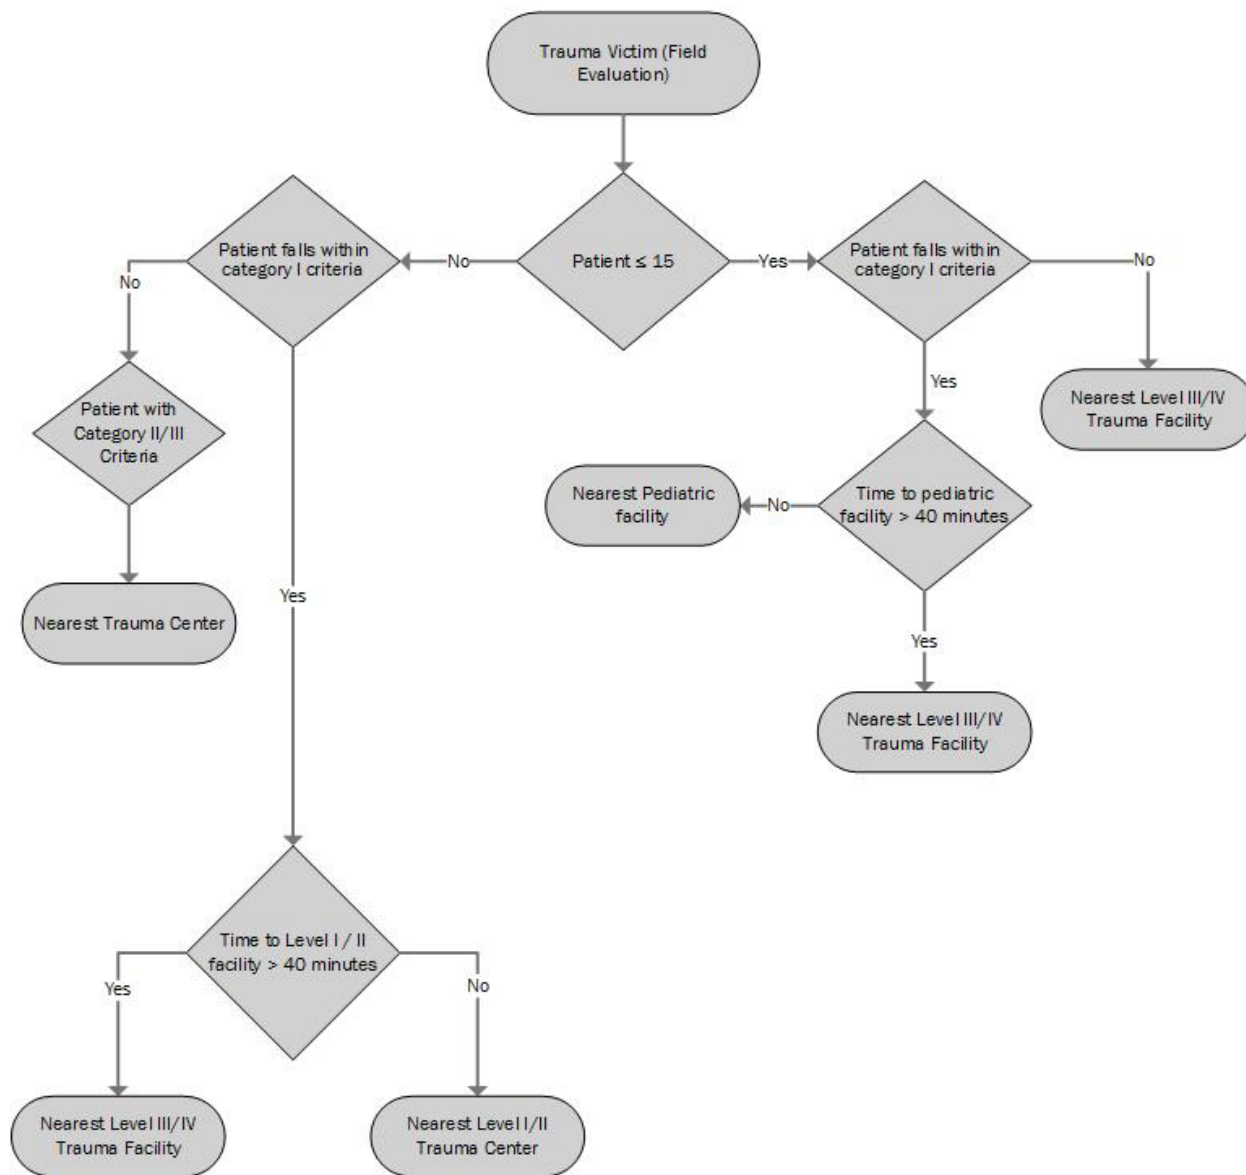 Trauma Victim (Field
Evaluation)
Patient falls within
category I criteria
No
Patient ≤ 15
Yes
Patient falls within
category I criteria
No
No
Yes
Patient with
Category II/III
Criteria
Nearest Level III/IV
Trauma Facility
Nearest Pediatric
facility
No
Time to pediatric
facility > 40 minutes
Yes
Nearest Trauma Center
Yes
Nearest Level III/IV
Trauma Facility
Time to Level I / II
facility > 40 minutes
Yes
No
Nearest Level III/IV
Trauma Facility
Nearest Level I/II
Trauma Center